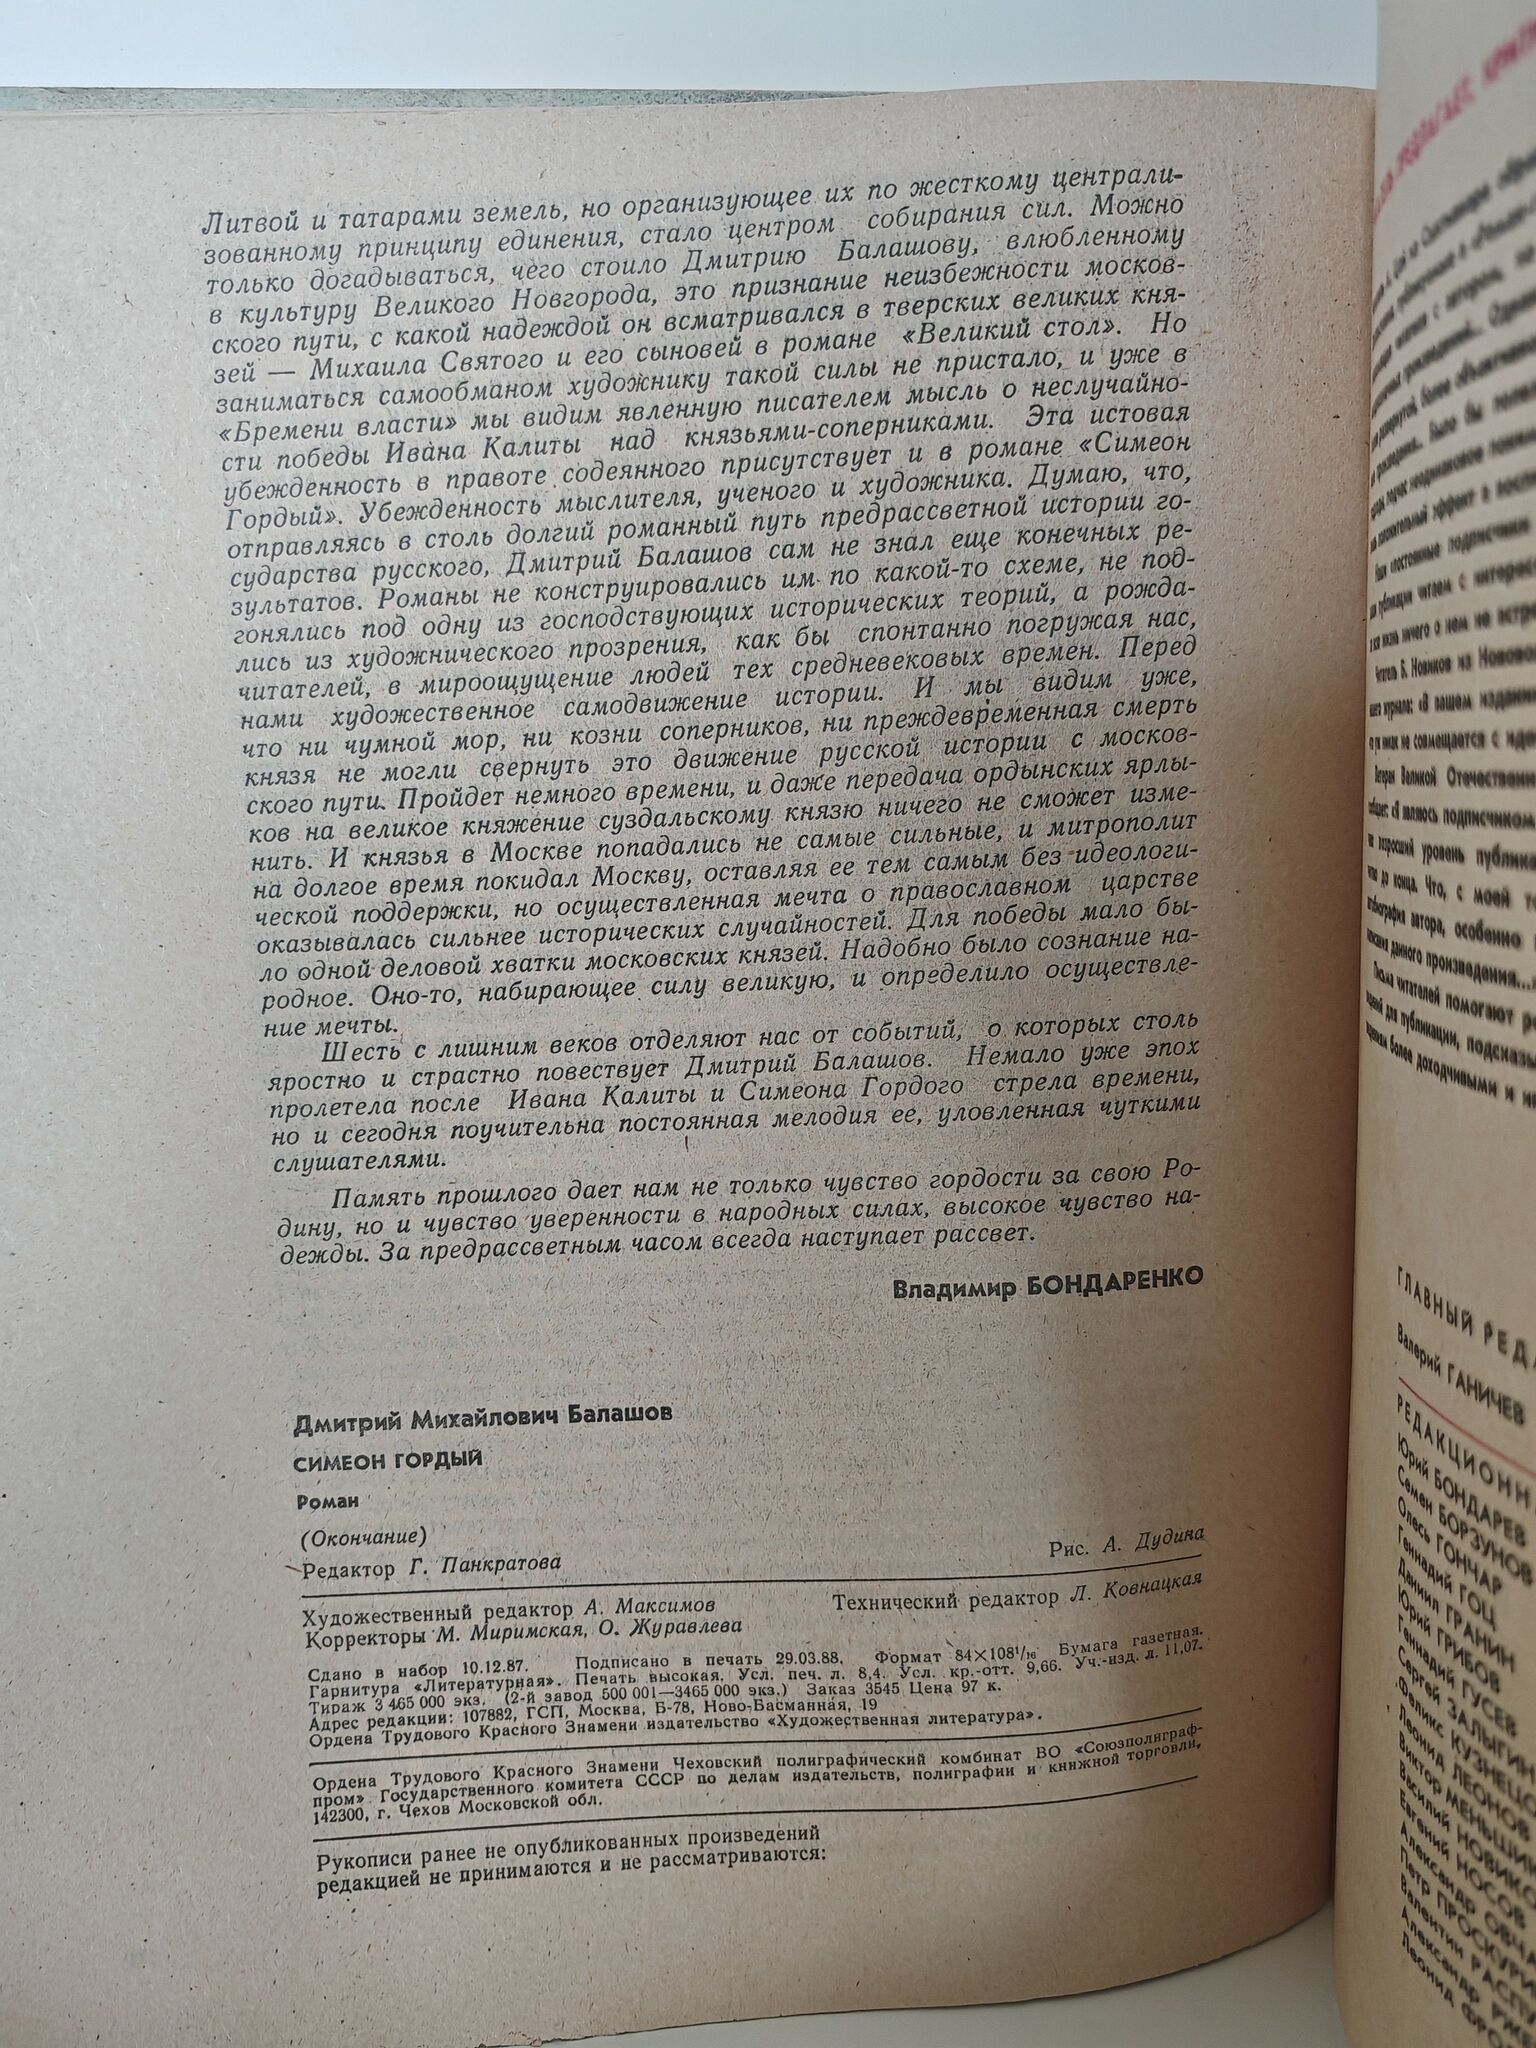 Литвой и татарами земель, но организующее их по жесткому централи-
зованному принципу единения, стало центром собирания сил. Можно
только догадываться, чего стоило Дмитрию Балашову, влюбленному
в культуру Великого Новгорода, это признание неизбежности москов-
ского пути, с какой надеждой он всматривался в тверских великих кня-
зей — Михаила Святого и его сыновей в романе «Великий стол». Но
заниматься самообманом художнику такой силы не пристало, и уже в
«Бремени власти» мы видим явленную писателем мысль о неслучайно-
сти победы Ивана Калиты над князьями-соперниками. Эта истовая
убежденность в правоте содеянного присутствует и в романе «Симеон
Гордый». Убежденность мыслителя, ученого и художника. Думаю, что,
отправляясь в столь долгий романный путь предрассветной истории го-
сударства русского, Дмитрий Балашов сам не знал еще конечных ре-
зультатов. Романы не конструировались им по какой-то схеме, не под-
гонялись под одну из господствующих исторических теорий, а рожда-
лись из художнического прозрения, как бы спонтанно погружая нас,
читателей, в мироощущение людей тех средневековых времен. Перед
нами художественное самодвижение истории. И мы видим уже,
что ни чумной мор, ни козни соперников, ни преждевременная смерть
князя не могли свернуть это движение русской истории с москов-
ского пути. Пройдет немного времени, и даже передача ордынских ярлы-
ков на великое княжение суздальскому князю ничего не сможет изме-
нить. И князья в Москве попадались не самые сильные, и митрополит
на долгое время покидал Москву, оставляя ее тем самым без идеологи-
ческой поддержки, но осуществленная мечта о православном царстве
оказывалась сильнее исторических случайностей. Для победы мало бы-
ло одной деловой хватки московских князей. Надобно было сознание на-
родное. Оно-то, набирающее силу великую, и определило осуществле-
ние мечты.
Шесть с лишним веков отделяют нас от событий, о которых столь
яростно и страстно повествует Дмитрий Балашов. Немало уже эпох
пролетела после Ивана Калиты и Симеона Гордого стрела времени,
но и сегодня поучительна постоянная мелодия ее, уловленная чуткими
слушателями.
Память прошлого дает нам не только чувство гордости за свою Ро-
дину, но и чувство уверенности в народных силах, высокое чувство на-
дежды. За предрассветным часом всегда наступает рассвет.
Владимир БОНДАРЕНКО
Дмитрий Михайлович Балашов
СИМЕОН ГОРДЫЙ
Роман
(Окончание)
Редактор Г. Панкратова Рис. А. Дудина
Художественный редактор А. Максимов Технический редактор Л. Ковнацкая
Корректоры М. Миримская, О. Журавлева
Сдано в набор 10.12.87. Подписано в печать 29.03.88. Формат 84×108¹/₁₆ Бумага газетная.
Гарнитура «Литературная». Печать высокая. Усл. печ. л. 8,4. Усл. кр.-отт. 9,66. Уч.-изд. л. 11,07.
Тираж 3 465 000 экз. (2-й завод 500 001—3465 000 экз.) Заказ 3545 Цена 97 к.
Адрес редакции: 107882, ГСП, Москва, Б-78, Ново-Басманная, 19
Ордена Трудового Красного Знамени издательство «Художественная литература».
Ордена Трудового Красного Знамени Чеховский полиграфический комбинат ВО «Союзполиграф-
пром» Государственного комитета СССР по делам издательств, полиграфии и книжной торговли,
142300, г. Чехов Московской обл.
Рукописи ранее не опубликованных произведений
редакцией не принимаются и не рассматриваются:
ГЛАВНЫЙ
Валерий ГАНИЧЕВ
Юрий БОНДАРЕВ
Семен БОРЗУНОВ
Олесь ГОНЧАР
Геннадий ГОЦ
Даниил ГРАНИН
Юрий ГРИБОВ
Геннадий ГУСЕВ
Сергей ЗАЛЫГИН
Феликс
Леонид ЛЕОНОВ
Виктор
Василий
Евгений НОСОВ
Александр
Петр
Валентин
Александр
Леонид